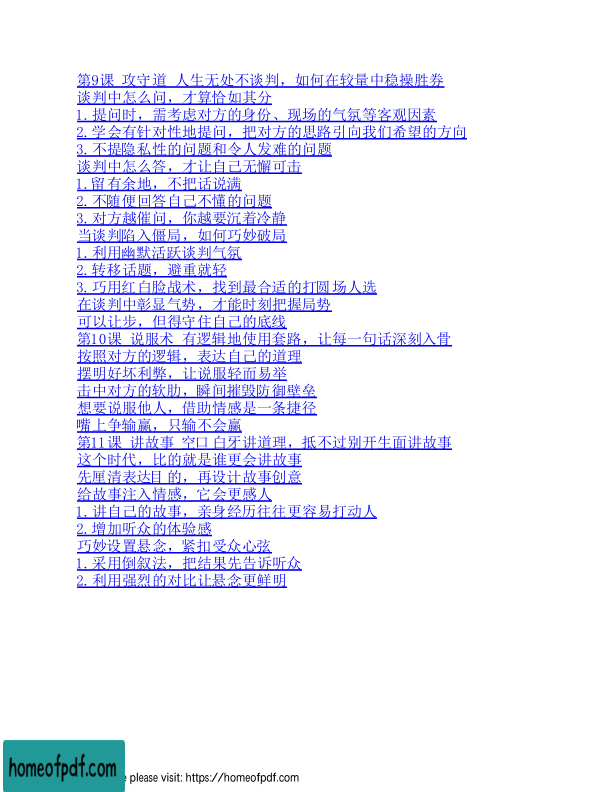 第9课 攻守道 人生无处不谈判，如何在较量中稳操胜券
谈判中怎么问，才算恰如其分
1.提问时，需考虑对方的身份、现场的气氛等客观因素
2.学会有针对性地提问，把对方的思路引向我们希望的方向
3.不提隐私性的问题和令人发难的问题
谈判中怎么答，才让自己无懈可击
1.留有余地，不把话说满
2.不随便回答自己不懂的问题
3.对方越催问，你越要沉着冷静
当谈判陷入僵局，如何巧妙破局
1.利用幽默活跃谈判气氛
2.转移话题，避重就轻
3.巧用红白脸战术，找到最合适的打圆场人选
在谈判中彰显气势，才能时刻把握局势
可以让步，但得守住自己的底线
第10课 说服术 有逻辑地使用套路，让每一句话深刻入骨
按照对方的逻辑，表达自己的道理
摆明好坏利弊，让说服轻而易举
击中对方的软肋，瞬间摧毁防御壁垒
想要说服他人，借助情感是一条捷径
嘴上争输赢，只输不会赢
第11课 讲故事 空口白牙讲道理，抵不过别开生面讲故事
这个时代，比的就是谁更会讲故事
先厘清表达目的，再设计故事创意
给故事注入情感，它会更感人
1.讲自己的故事，亲身经历往往更容易打动人
2.增加听众的体验感
巧妙设置悬念，紧扣受众心弦
1.采用倒叙法，把结果先告诉听众
2.利用强烈的对比让悬念更鲜明
homeofpdf.com
e please visit: https://homeofpdf.com